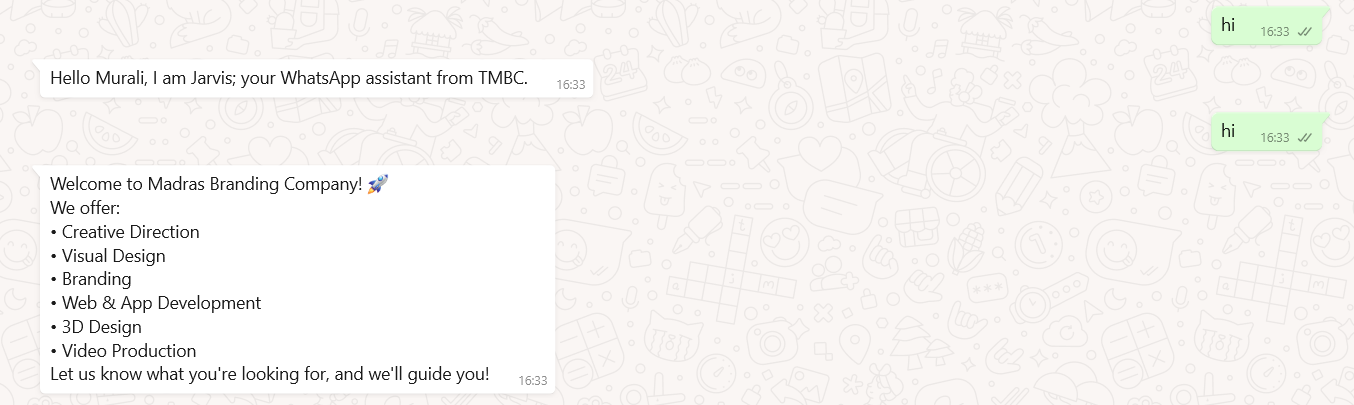 hi 16:33
Hello Murali, I am Jarvis; your WhatsApp assistant from TMBC. 16:33
hi 16:33
Welcome to Madras Branding Company! 🚀
We offer:
• Creative Direction
• Visual Design
• Branding
• Web & App Development
• 3D Design
• Video Production
Let us know what you're looking for, and we'll guide you! 16:33